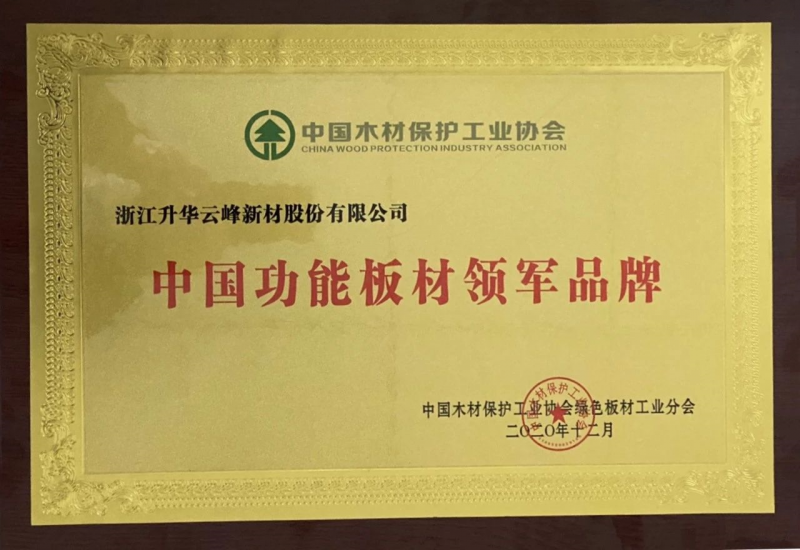 中国木材保护工业协会
CHINA WOOD PROTECTION INDUSTRY ASSOCIATION
浙江升华云峰新材股份有限公司
中国功能板材领军品牌
中国木材保护工业协会绿色板材工业分会
二〇二〇年十二月